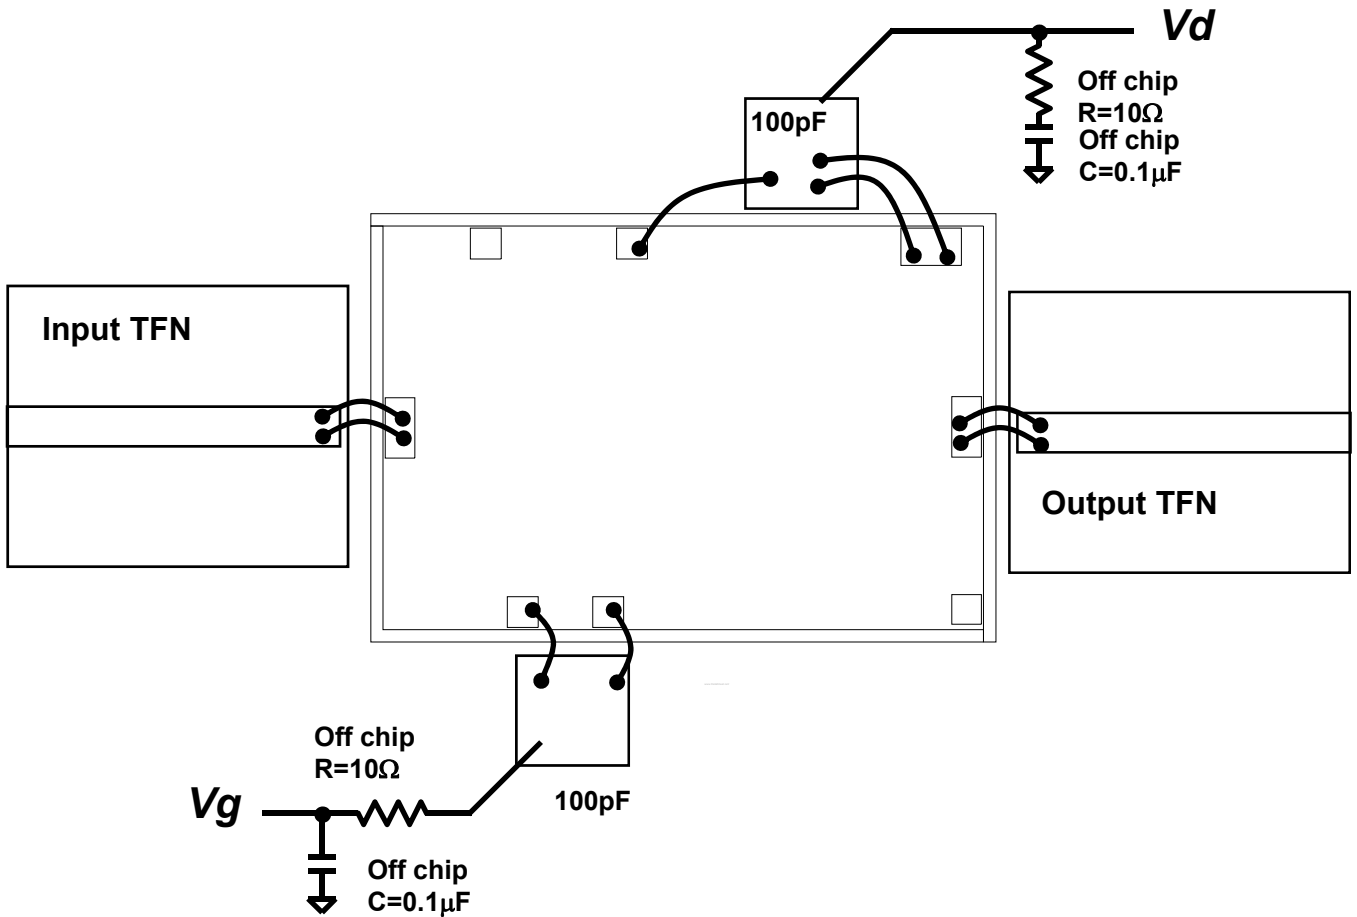 Vd
Off chip
R=10Ω
Off chip
C=0.1μF
100pF
Input TFN
Output TFN
Off chip
R=10Ω
100pF
Vg
Off chip
C=0.1μF